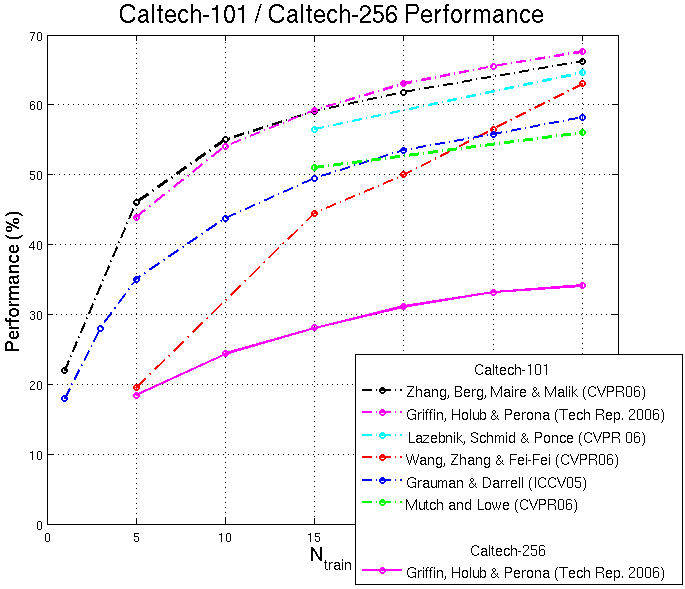 Caltech-101 / Caltech-256 Performance
70
60
50
40
30
20
10
0
Performance (%)
0 5 10 15
N train
Caltech-101
Zhang, Berg, Maire & Malik (CVPR06)
Griffin, Holub & Perona (Tech Rep. 2006)
Lazebnik, Schmid & Ponce (CVPR 06)
Wang, Zhang & Fei-Fei (CVPR06)
Grauman & Darrell (ICCV05)
Mutch and Lowe (CVPR06)
Caltech-256
Griffin, Holub & Perona (Tech Rep. 2006)